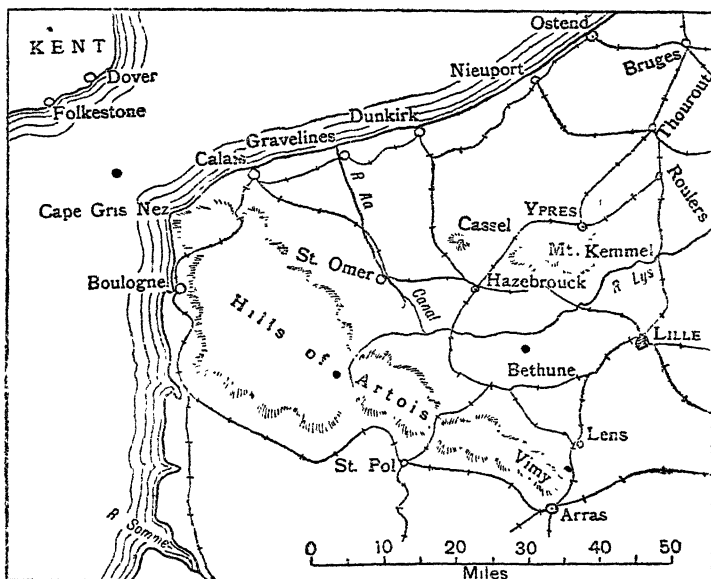 Ostend
KENT
Bruges
Dover
Nieuport
Folkestone
Dunkirk
Thourout
Gravelines
Calais
R Aa
Roulers
Cape Gris Nez
YPRES
Cassel
Mt. Kemmel
St. Omer
Boulogne
Hazebrouck
R Lys
Canal
Hills of Artois
LILLE
Bethune
Lens
St. Pol
Vimy
Arras
R Somme
0 10 20 30 40 50
Miles